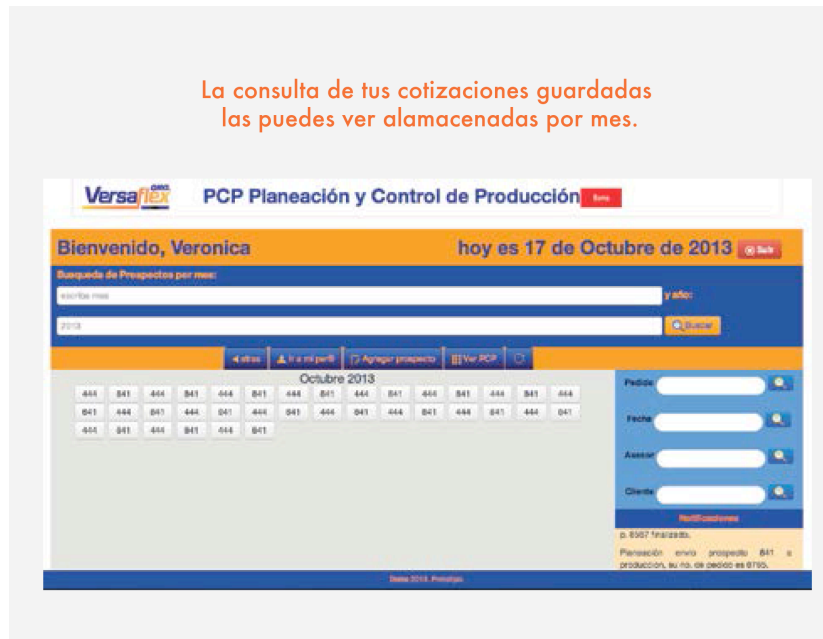 La consulta de tus cotizaciones guardadas
las puedes ver alamacenadas por mes.
Versaflex
PCP Planeación y Control de Producción
Bienvenido, Veronica
hoy es 17 de Octubre de 2013
Salir
Busqueda de Prospectos por mes:
escriba mes
y año:
2013
Buscar
atras
Ir a mi perfil
Agregar prospecto
Ver PCP
Octubre 2013
444 841 444 841 444 841 444 841 444 841 444 841 444 841 444
841 444 841 444 841 444 841 444 841 444 841 444 841 444 841
444 841 444 841 444 841
Pedido
Fecha
Asesor
Cliente
Notificaciones
p. 8567 finalizado.
Planeación envio prospecto 841 a
produccion, su no. de pedido es 8765.
2013.